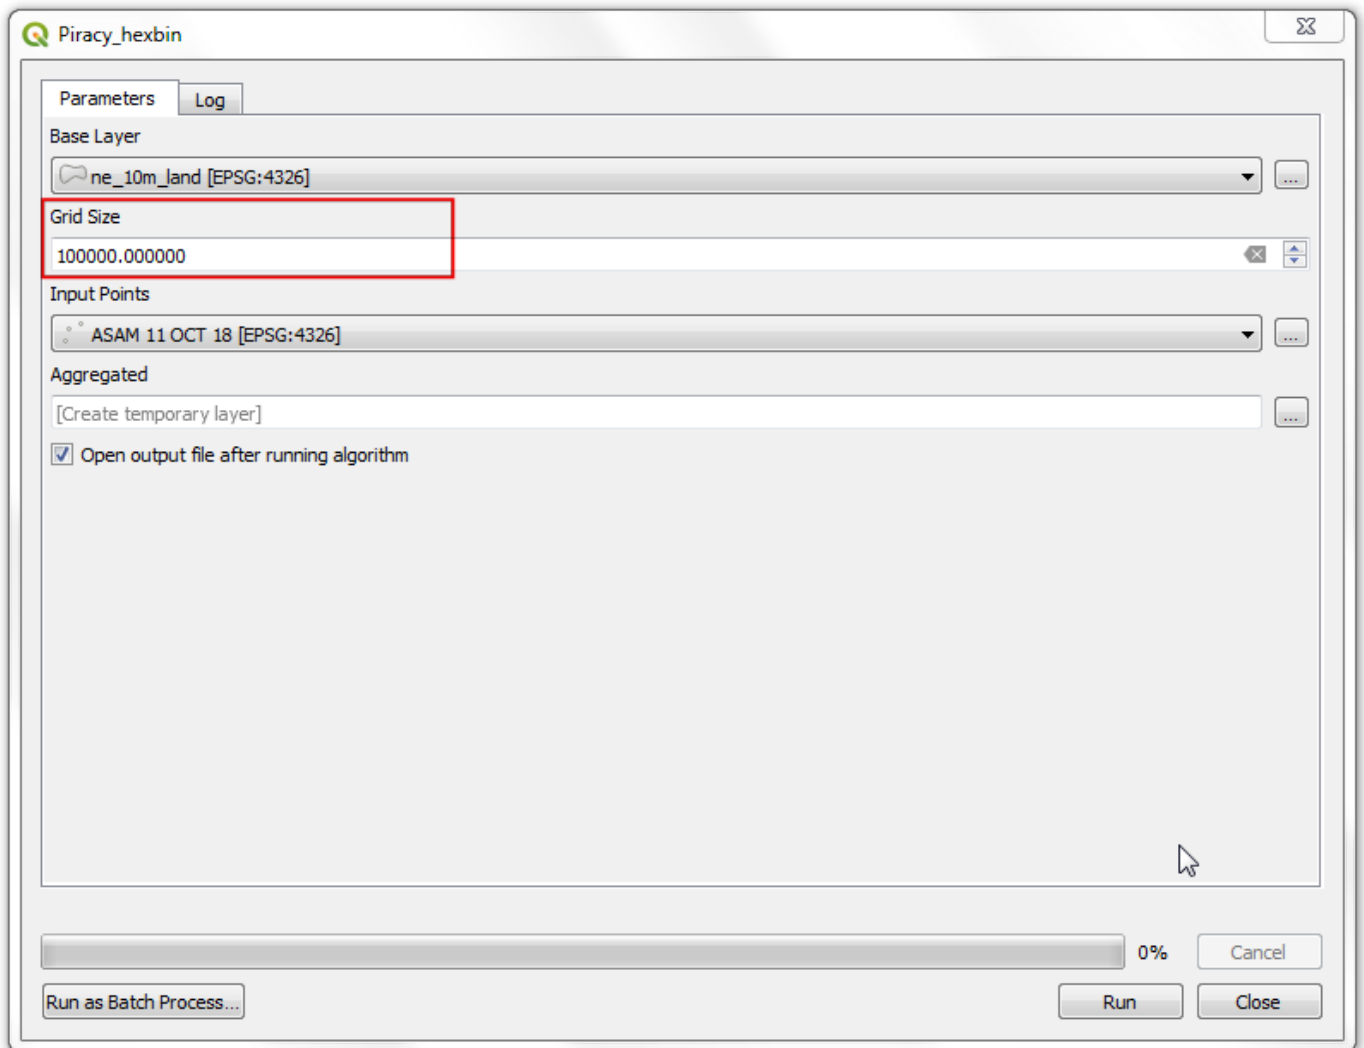 Piracy_hexbin
Parameters
Log
Base Layer
ne_10m_land [EPSG:4326]
...
Grid Size
100000.000000
Input Points
ASAM 11 OCT 18 [EPSG:4326]
...
Aggregated
[Create temporary layer]
...
Open output file after running algorithm
0%
Cancel
Run as Batch Process...
Run
Close